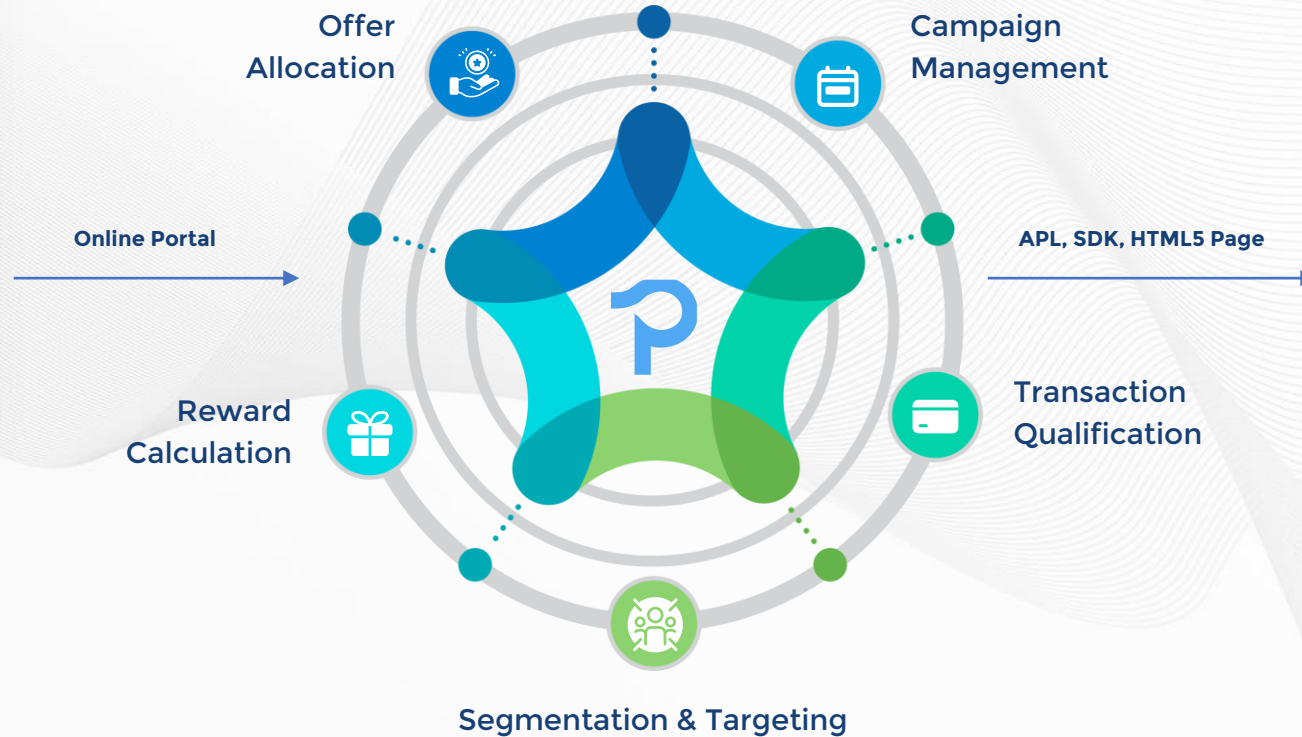 Offer
Allocation
Campaign
Management
Online Portal
APL, SDK, HTML5 Page
Reward
Calculation
Transaction
Qualification
Segmentation & Targeting